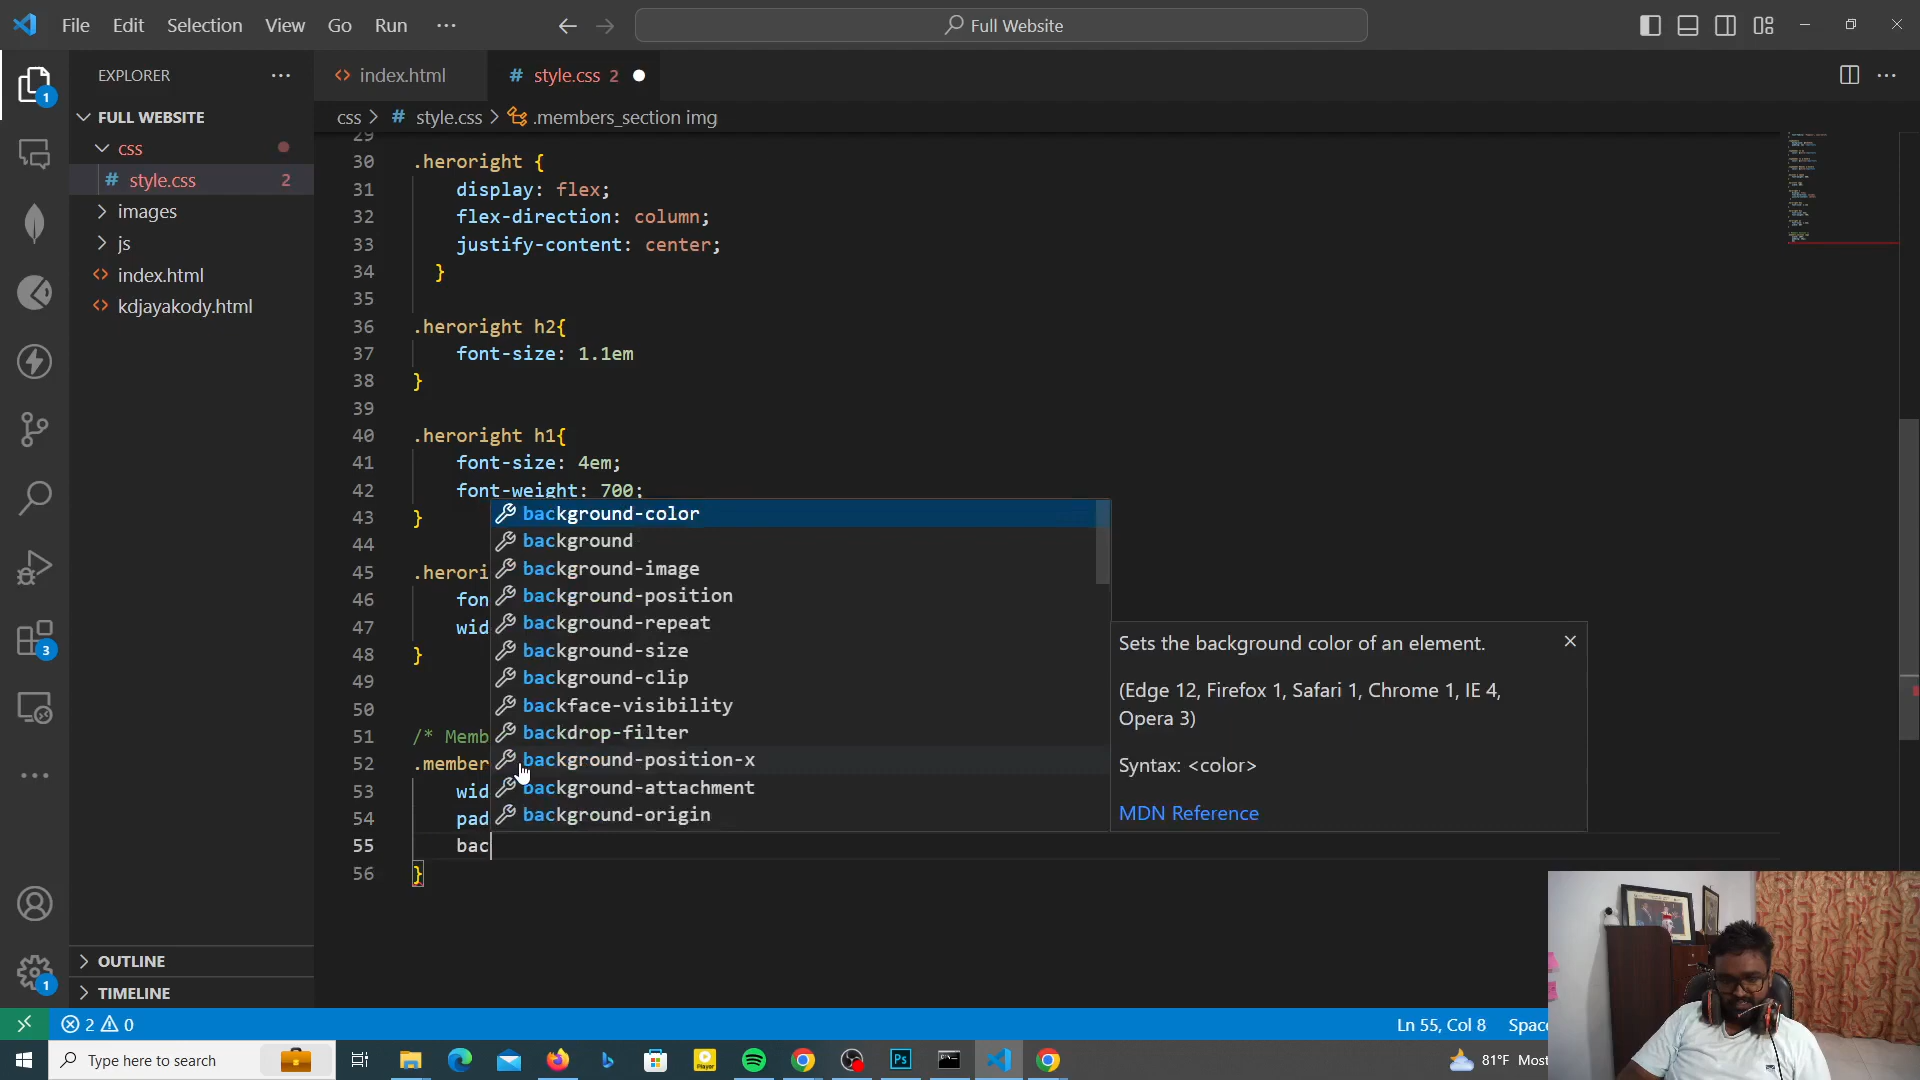 File Edit Selection View Go Run ···
Full Website
EXPLORER
FULL WEBSITE
css
style.css 2
images
js
index.html
kdjayakody.html
OUTLINE
TIMELINE
1
3
1
index.html
style.css 2
css > # style.css > .members_section img
29
30 .heroright {
31 display: flex;
32 flex-direction: column;
33 justify-content: center;
34 }
35
36 .heroright h2{
37 font-size: 1.1em
38 }
39
40 .heroright h1{
41 font-size: 4em;
42 font-weight: 700;
43 }
44
45 .herori
46 fon
47 wid
48 }
49
50
51 /* Memb
52 .member
53 wid
54 pad
55 bac
56 }
background-color
background
background-image
background-position
background-repeat
background-size
background-clip
backface-visibility
backdrop-filter
background-position-x
background-attachment
background-origin
Sets the background color of an element.
(Edge 12, Firefox 1, Safari 1, Chrome 1, IE 4,
Opera 3)
Syntax: <color>
MDN Reference
2 0
Ln 55, Col 8 Space
Type here to search
Ps
81°F Most